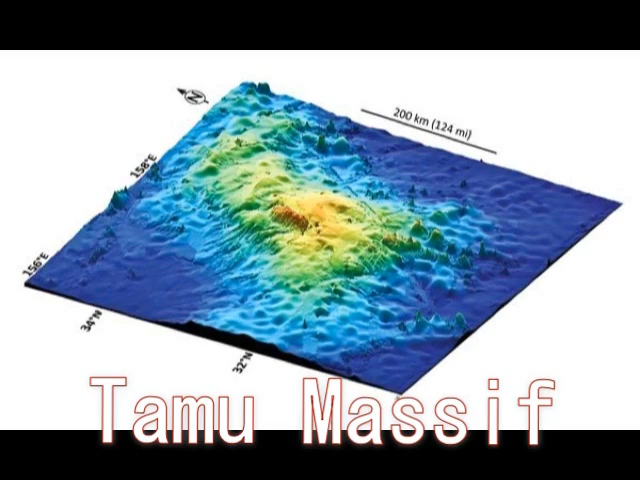 N
200 km (124 mi)
158°E
156°E
34°N
32°N
Tamu Massif